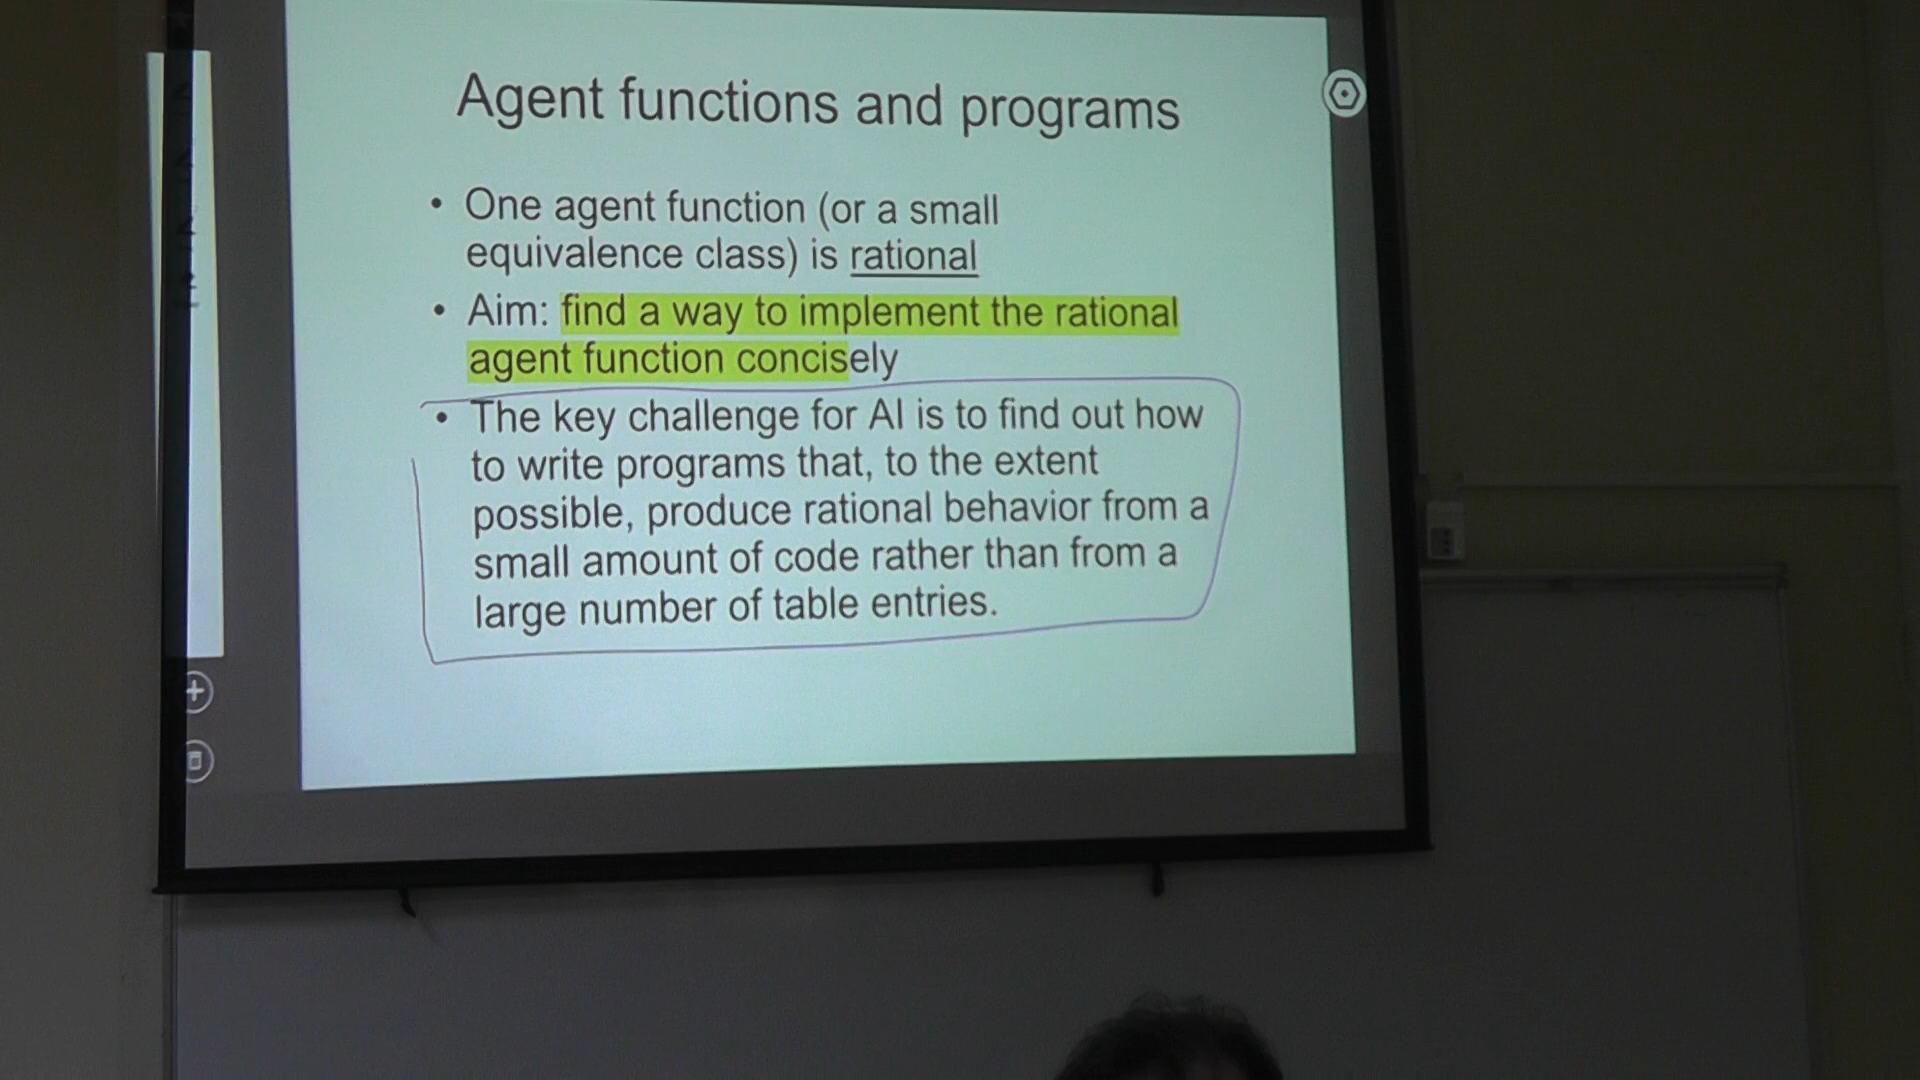 Agent functions and programs
• One agent function (or a small
equivalence class) is rational
• Aim: find a way to implement the rational
agent function concisely
• The key challenge for AI is to find out how
to write programs that, to the extent
possible, produce rational behavior from a
small amount of code rather than from a
large number of table entries.